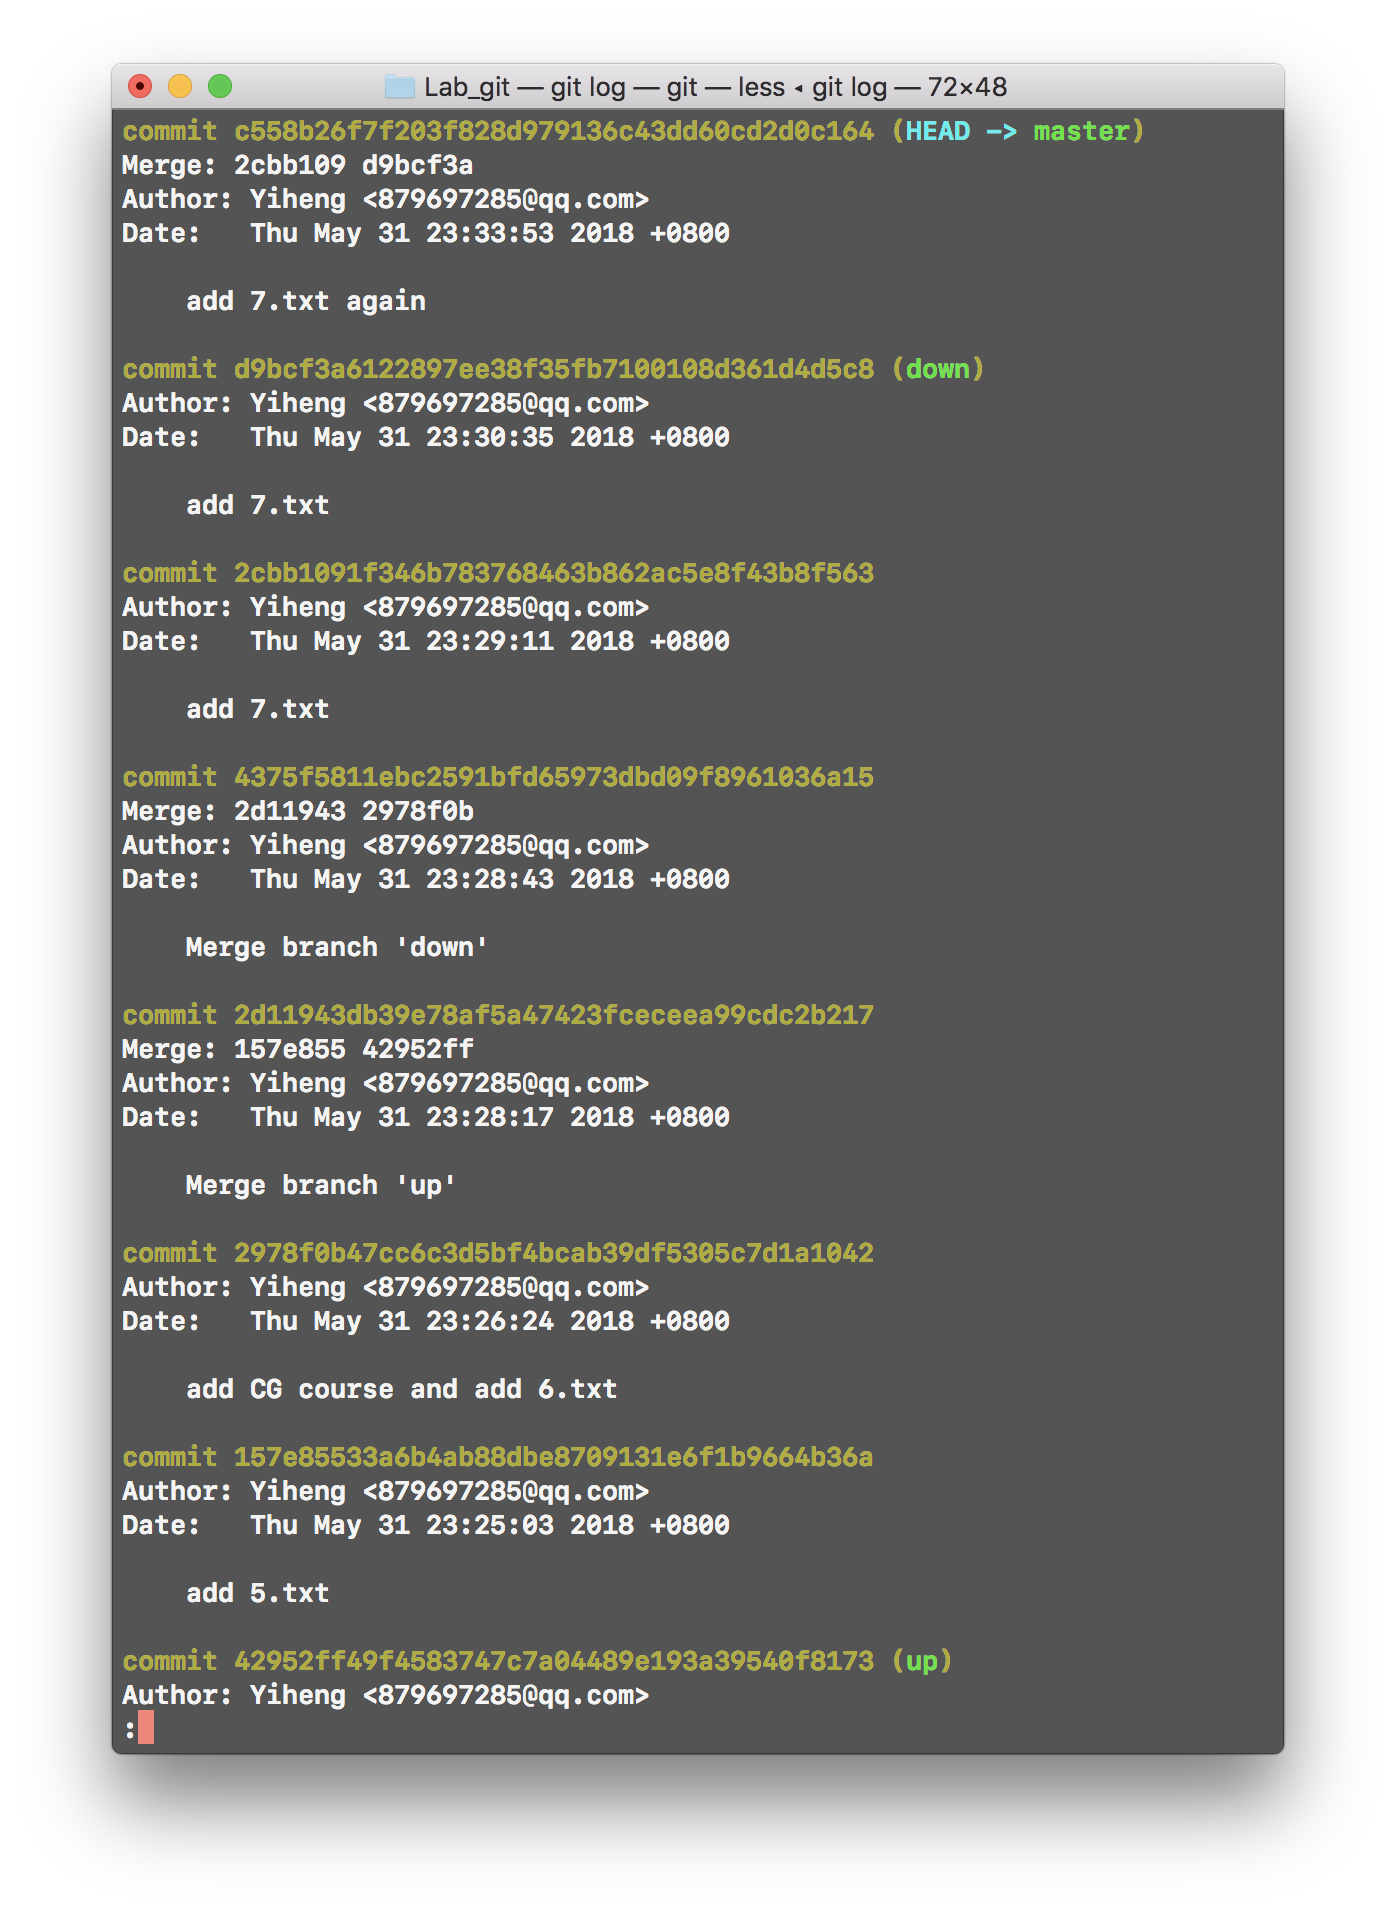 Lab_git — git log — git — less ◂ git log — 72×48
commit c558b26f7f203f828d979136c43dd60cd2d0c164 (HEAD -> master)
Merge: 2cbb109 d9bcf3a
Author: Yiheng <879697285@qq.com>
Date:   Thu May 31 23:33:53 2018 +0800
    add 7.txt again
commit d9bcf3a6122897ee38f35fb7100108d361d4d5c8 (down)
Author: Yiheng <879697285@qq.com>
Date:   Thu May 31 23:30:35 2018 +0800
    add 7.txt
commit 2cbb1091f346b783768463b862ac5e8f43b8f563
Author: Yiheng <879697285@qq.com>
Date:   Thu May 31 23:29:11 2018 +0800
    add 7.txt
commit 4375f5811ebc2591bfd65973dbd09f8961036a15
Merge: 2d11943 2978f0b
Author: Yiheng <879697285@qq.com>
Date:   Thu May 31 23:28:43 2018 +0800
    Merge branch 'down'
commit 2d11943db39e78af5a47423fceceea99cdc2b217
Merge: 157e855 42952ff
Author: Yiheng <879697285@qq.com>
Date:   Thu May 31 23:28:17 2018 +0800
    Merge branch 'up'
commit 2978f0b47cc6c3d5bf4bcab39df5305c7d1a1042
Author: Yiheng <879697285@qq.com>
Date:   Thu May 31 23:26:24 2018 +0800
    add CG course and add 6.txt
commit 157e85533a6b4ab88dbe8709131e6f1b9664b36a
Author: Yiheng <879697285@qq.com>
Date:   Thu May 31 23:25:03 2018 +0800
    add 5.txt
commit 42952ff49f4583747c7a04489e193a39540f8173 (up)
Author: Yiheng <879697285@qq.com>
: